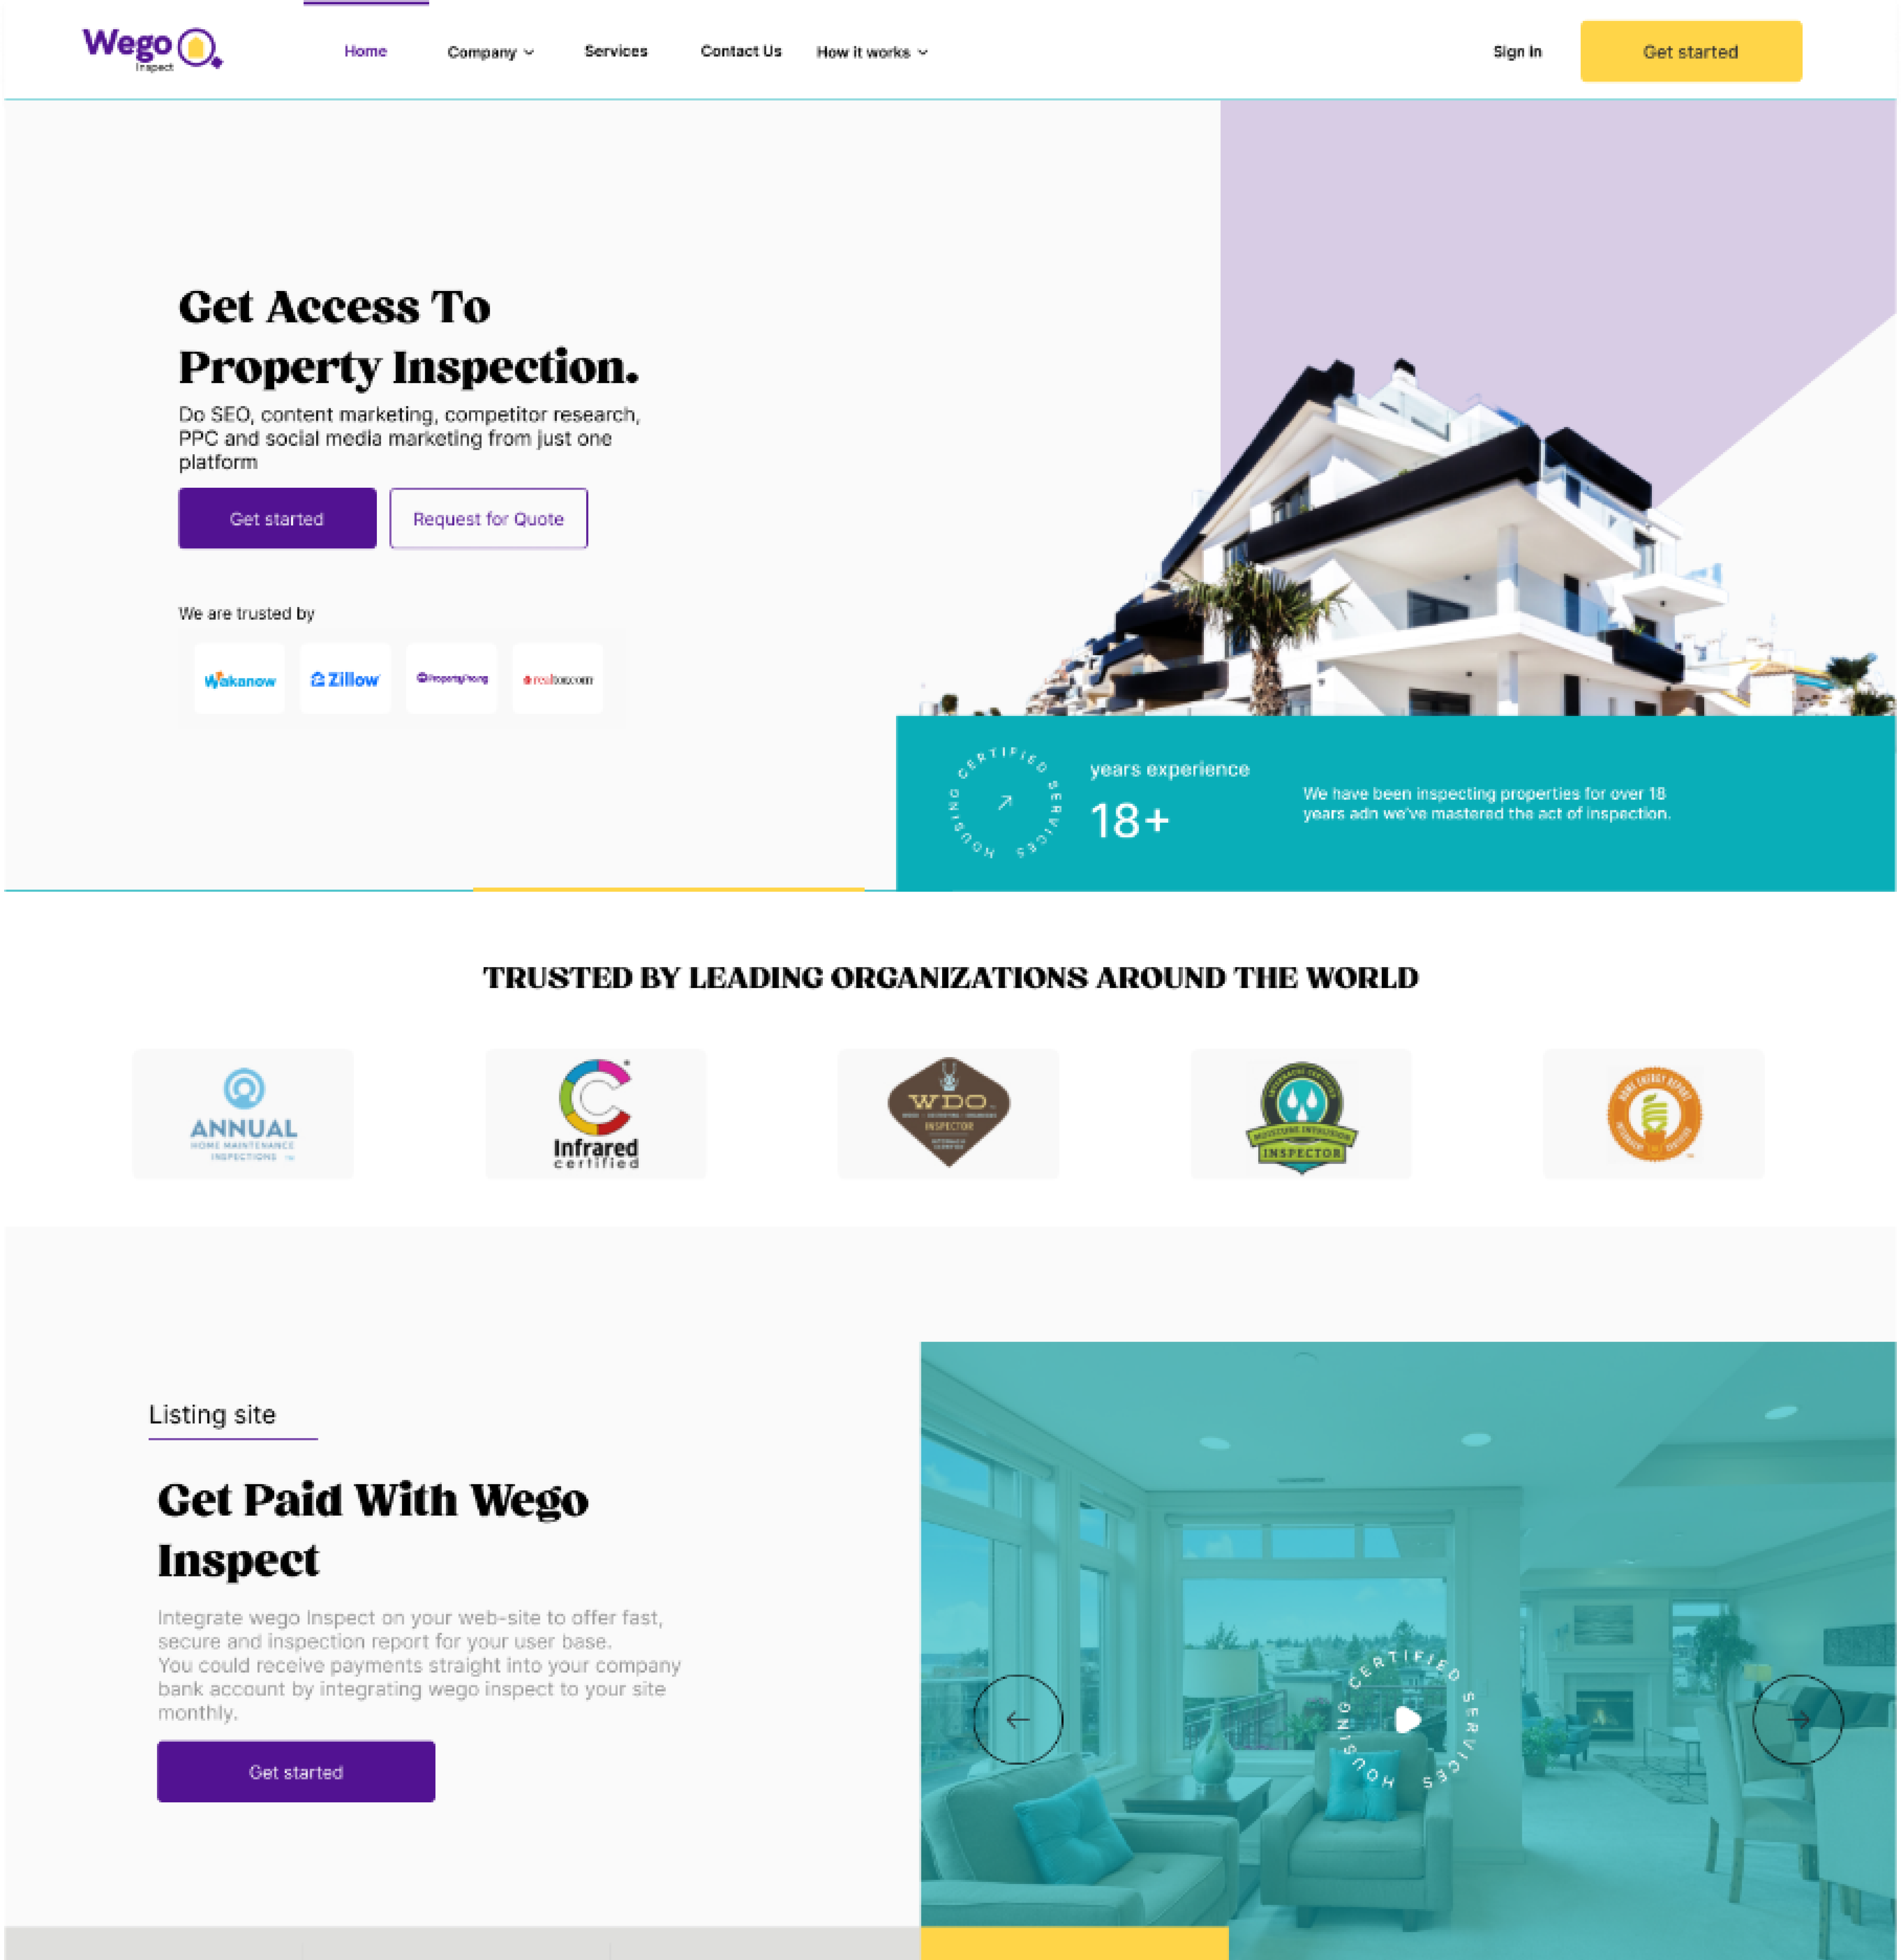 Wego
Inspect
Home
Company
Services
Contact Us
How it works
Sign in
Get started
Get Access To
Property Inspection.
Do SEO, content marketing, competitor research,
PPC and social media marketing from just one
platform
Get started
Request for Quote
We are trusted by
Wakanow
Zillow
realtor.com
HOUSING CERTIFIED SERVICES
years experience
18+
We have been inspecting properties for over 18
years adn we've mastered the act of inspection.
TRUSTED BY LEADING ORGANIZATIONS AROUND THE WORLD
ANNUAL
HOME MAINTENANCE
INSPECTIONS
Infrared
certified
WDO
INSPECTOR
MOISTURE INTRUSION
INSPECTOR
HOME ENERGY REPORT
Listing site
Get Paid With Wego
Inspect
Integrate wego Inspect on your web-site to offer fast,
secure and inspection report for your user base.
You could receive payments straight into your company
bank account by integrating wego inspect to your site
monthly.
Get started
HOUSING CERTIFIED SERVICES